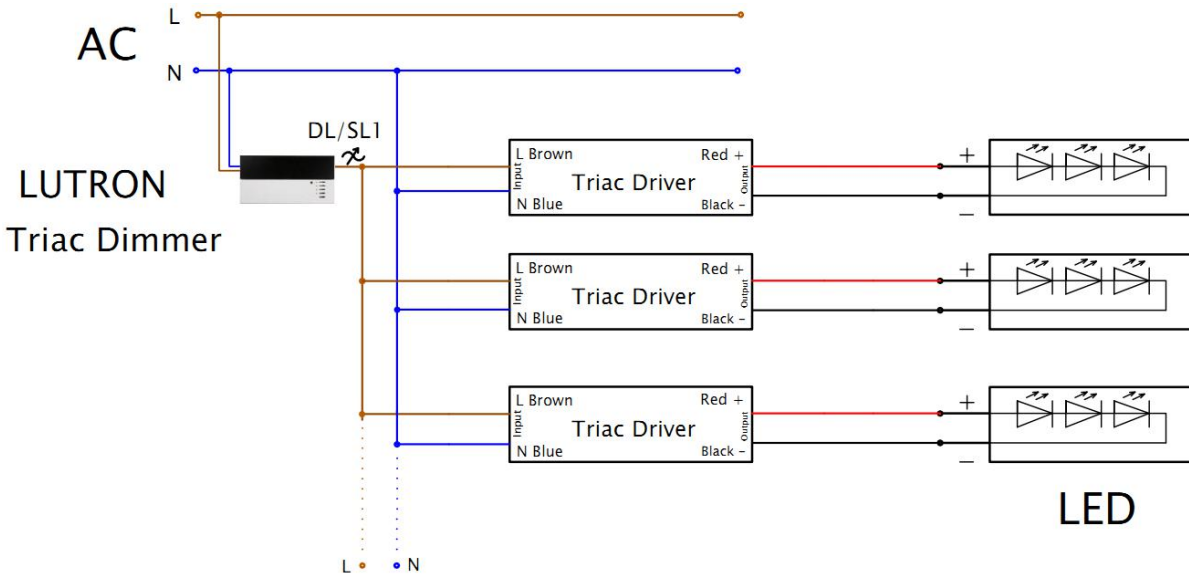 L
AC
N
DL/SL1
LUTRON
Triac Dimmer
L Brown
Input
N Blue
Triac Driver
Red +
Output
Black -
+
−
L Brown
Input
N Blue
Triac Driver
Red +
Output
Black -
+
−
L Brown
Input
N Blue
Triac Driver
Red +
Output
Black -
+
−
LED
L
N